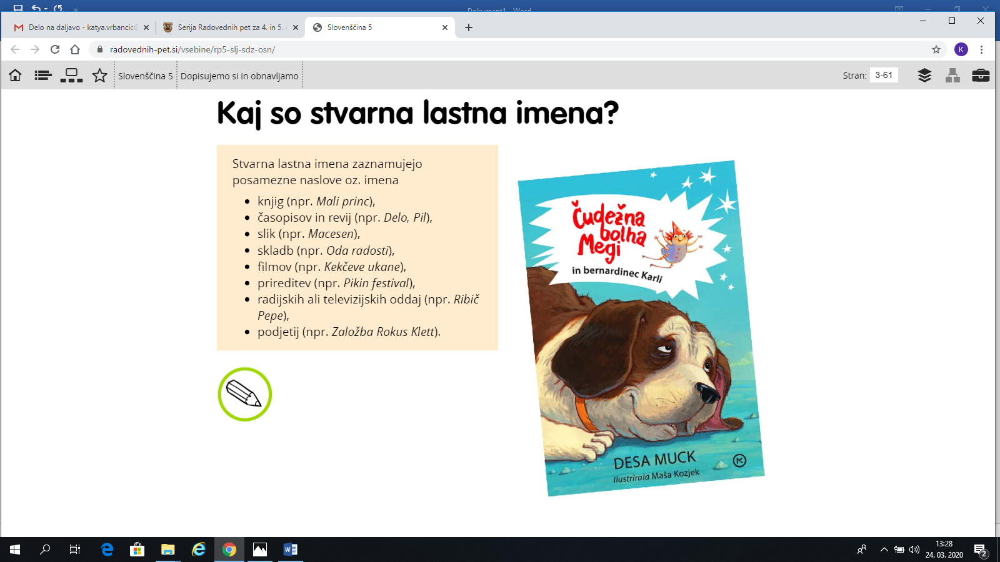 Dokument1 - Word
Delo na daljavo - katya.vrbancic@
Serija Radovednih pet za 4. in 5.
Slovenščina 5
radovednih-pet.si/vsebine/rp5-slj-sdz-osn/
K
Slovenščina 5
Dopisujemo si in obnavljamo
Stran: 3-61
Kaj so stvarna lastna imena?
Stvarna lastna imena zaznamujejo
posamezne naslove oz. imena
• knjig (npr. Mali princ),
• časopisov in revij (npr. Delo, Pil),
• slik (npr. Macesen),
• skladb (npr. Oda radosti),
• filmov (npr. Kekčeve ukane),
• prireditev (npr. Pikin festival),
• radijskih ali televizijskih oddaj (npr. Ribič
Pepe),
• podjetij (npr. Založba Rokus Klett).
Čudežna
bolha
Megi
in bernardinec Karli
DESA MUCK
Ilustrirala Maša Kozjek
13:28
24. 03. 2020
2